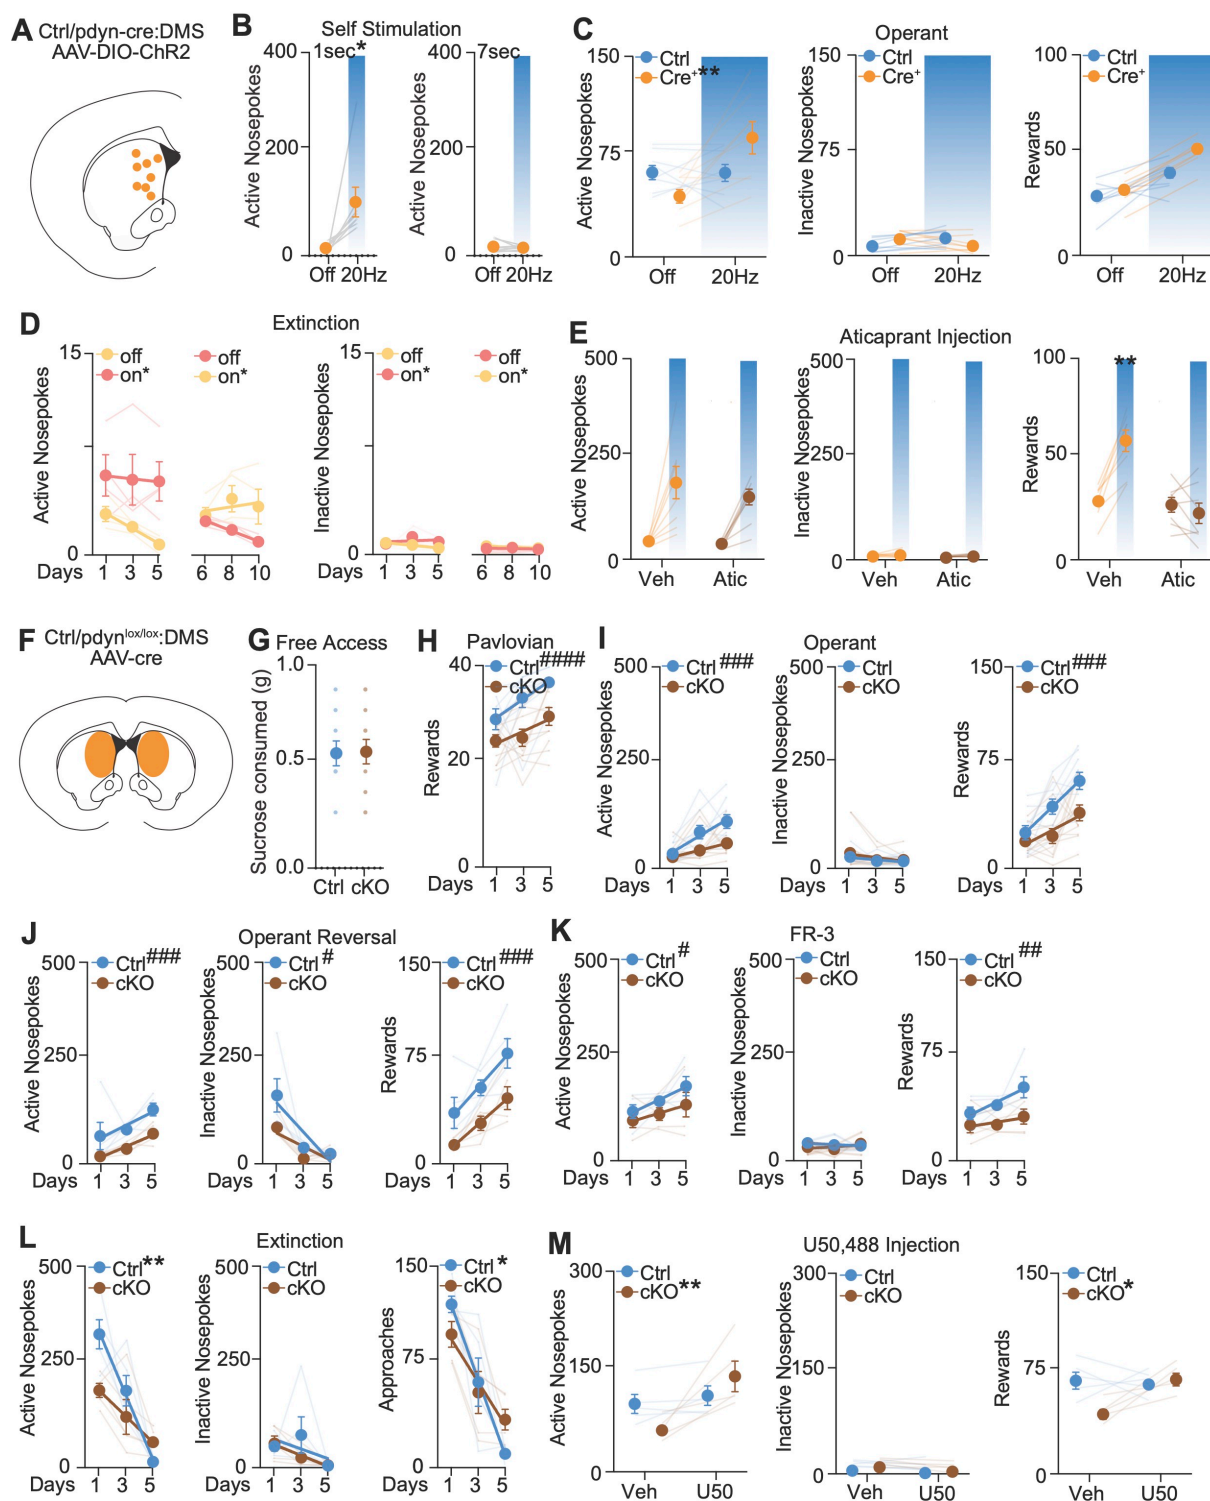 A Ctrl/pdyn-cre:DMS
AAV-DIO-ChR2
B Self Stimulation
400 1sec*
200
0
Active Nosepokes
Off 20Hz
400 7sec
200
0
Active Nosepokes
Off 20Hz
C Operant
150
75
0
Active Nosepokes
Ctrl
Cre+**
Off 20Hz
150
75
0
Inactive Nosepokes
Ctrl
Cre+
Off 20Hz
100
50
0
Rewards
Ctrl
Cre+
Off 20Hz
D Extinction
15
0
Active Nosepokes
off
on*
off
on*
Days 1 3 5 6 8 10
15
0
Inactive Nosepokes
off
on*
off
on*
1 3 5 6 8 10
E Aticaprant Injection
500
250
0
Active Nosepokes
Veh Atic
500
250
0
Inactive Nosepokes
Veh Atic
100
50
0
Rewards
**
Veh Atic
F Ctrl/pdynlox/lox:DMS
AAV-cre
G Free Access
1.0
0.5
0.0
Sucrose consumed (g)
Ctrl cKO
H Pavlovian
40
20
0
Rewards
Ctrl ####
cKO
Days 1 3 5
I Operant
500
250
0
Active Nosepokes
Ctrl ###
cKO
Days 1 3 5
500
250
0
Inactive Nosepokes
Ctrl
cKO
Days 1 3 5
150
75
0
Rewards
Ctrl ###
cKO
Days 1 3 5
J Operant Reversal
500
250
0
Active Nosepokes
Ctrl ###
cKO
Days 1 3 5
500
250
0
Inactive Nosepokes
Ctrl #
cKO
Days 1 3 5
150
75
0
Rewards
Ctrl ###
cKO
Days 1 3 5
K FR-3
500
250
0
Active Nosepokes
Ctrl #
cKO
Days 1 3 5
500
250
0
Inactive Nosepokes
Ctrl
cKO
Days 1 3 5
150
75
0
Rewards
Ctrl ##
cKO
Days 1 3 5
L Extinction
500
250
0
Active Nosepokes
Ctrl**
cKO
Days 1 3 5
500
250
0
Inactive Nosepokes
Ctrl
cKO
Days 1 3 5
150
75
0
Approaches
Ctrl *
cKO
Days 1 3 5
M U50,488 Injection
300
150
0
Active Nosepokes
Ctrl
cKO**
Veh U50
300
150
0
Inactive Nosepokes
Ctrl
cKO
Veh U50
150
75
0
Rewards
Ctrl
cKO*
Veh U50